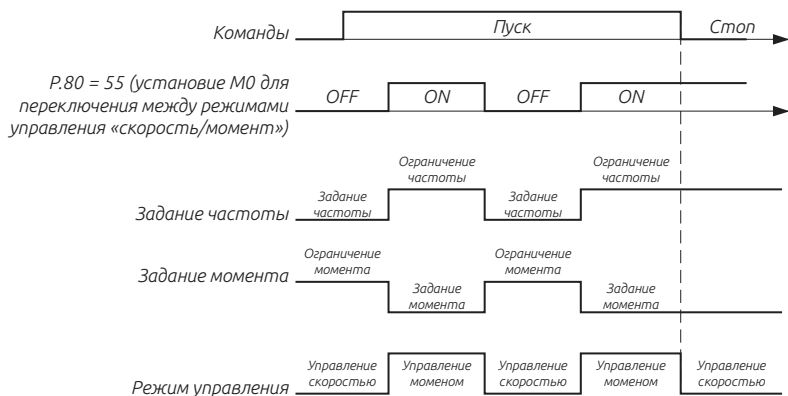 Команды
Пуск
Стоп
P.80 = 55 (установие M0 для
переключения между режимами
управления «скорость/момент»)
OFF
ON
OFF
ON
Задание частоты
Задание
частоты
Ограничение
частоты
Задание
частоты
Ограничение
частоты
Задание момента
Ограничение
момента
Задание
момента
Ограничение
момента
Задание
момента
Режим управления
Управление
скоростью
Управление
моменом
Управление
скоростью
Управление
моменом
Управление
скоростью